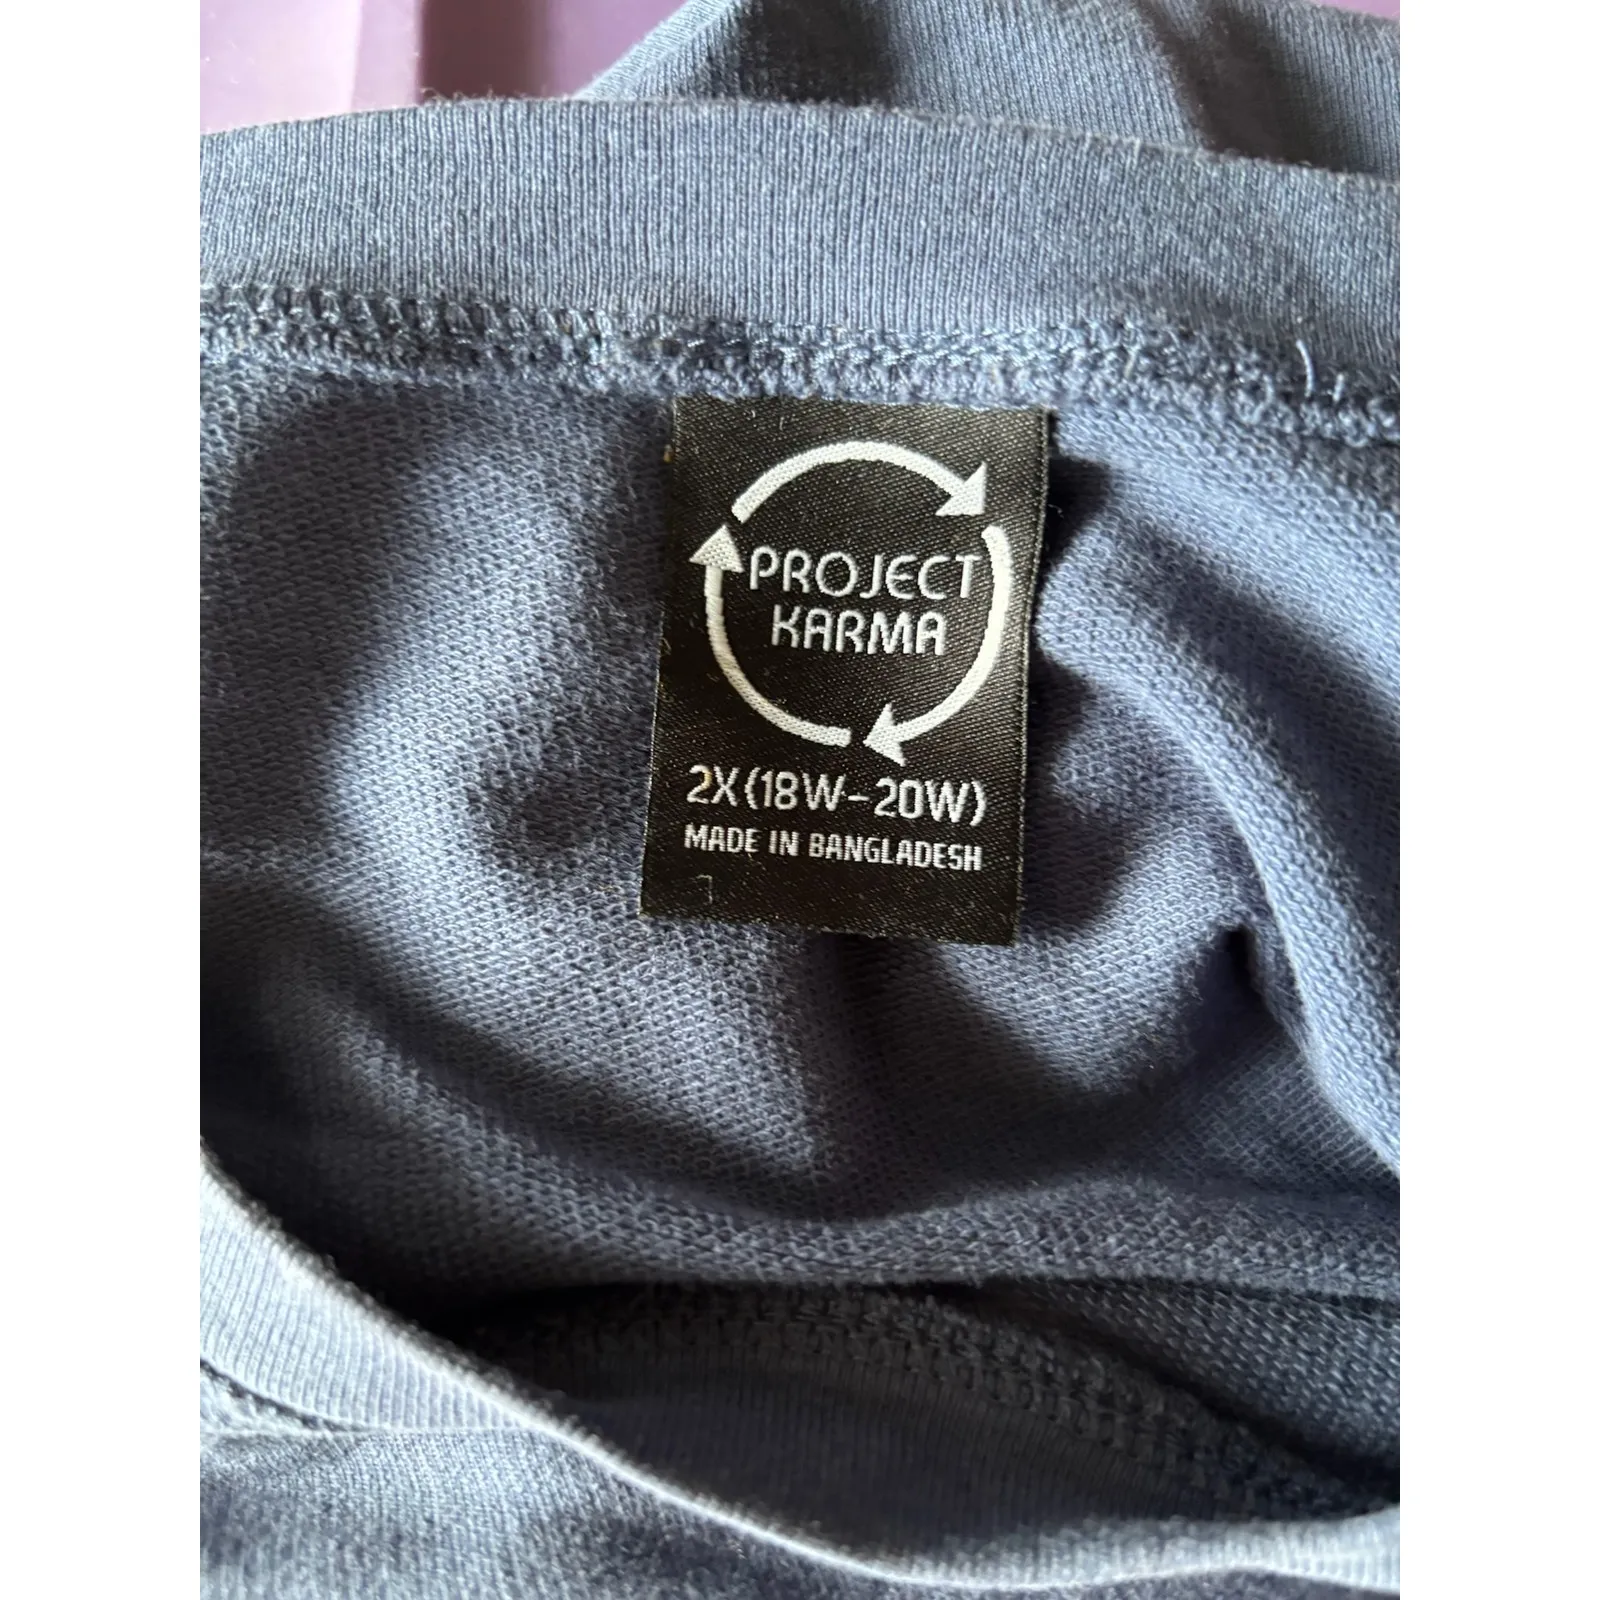 PROJECT
KARMA
2X(18W-20W)
MADE IN BANGLADESH